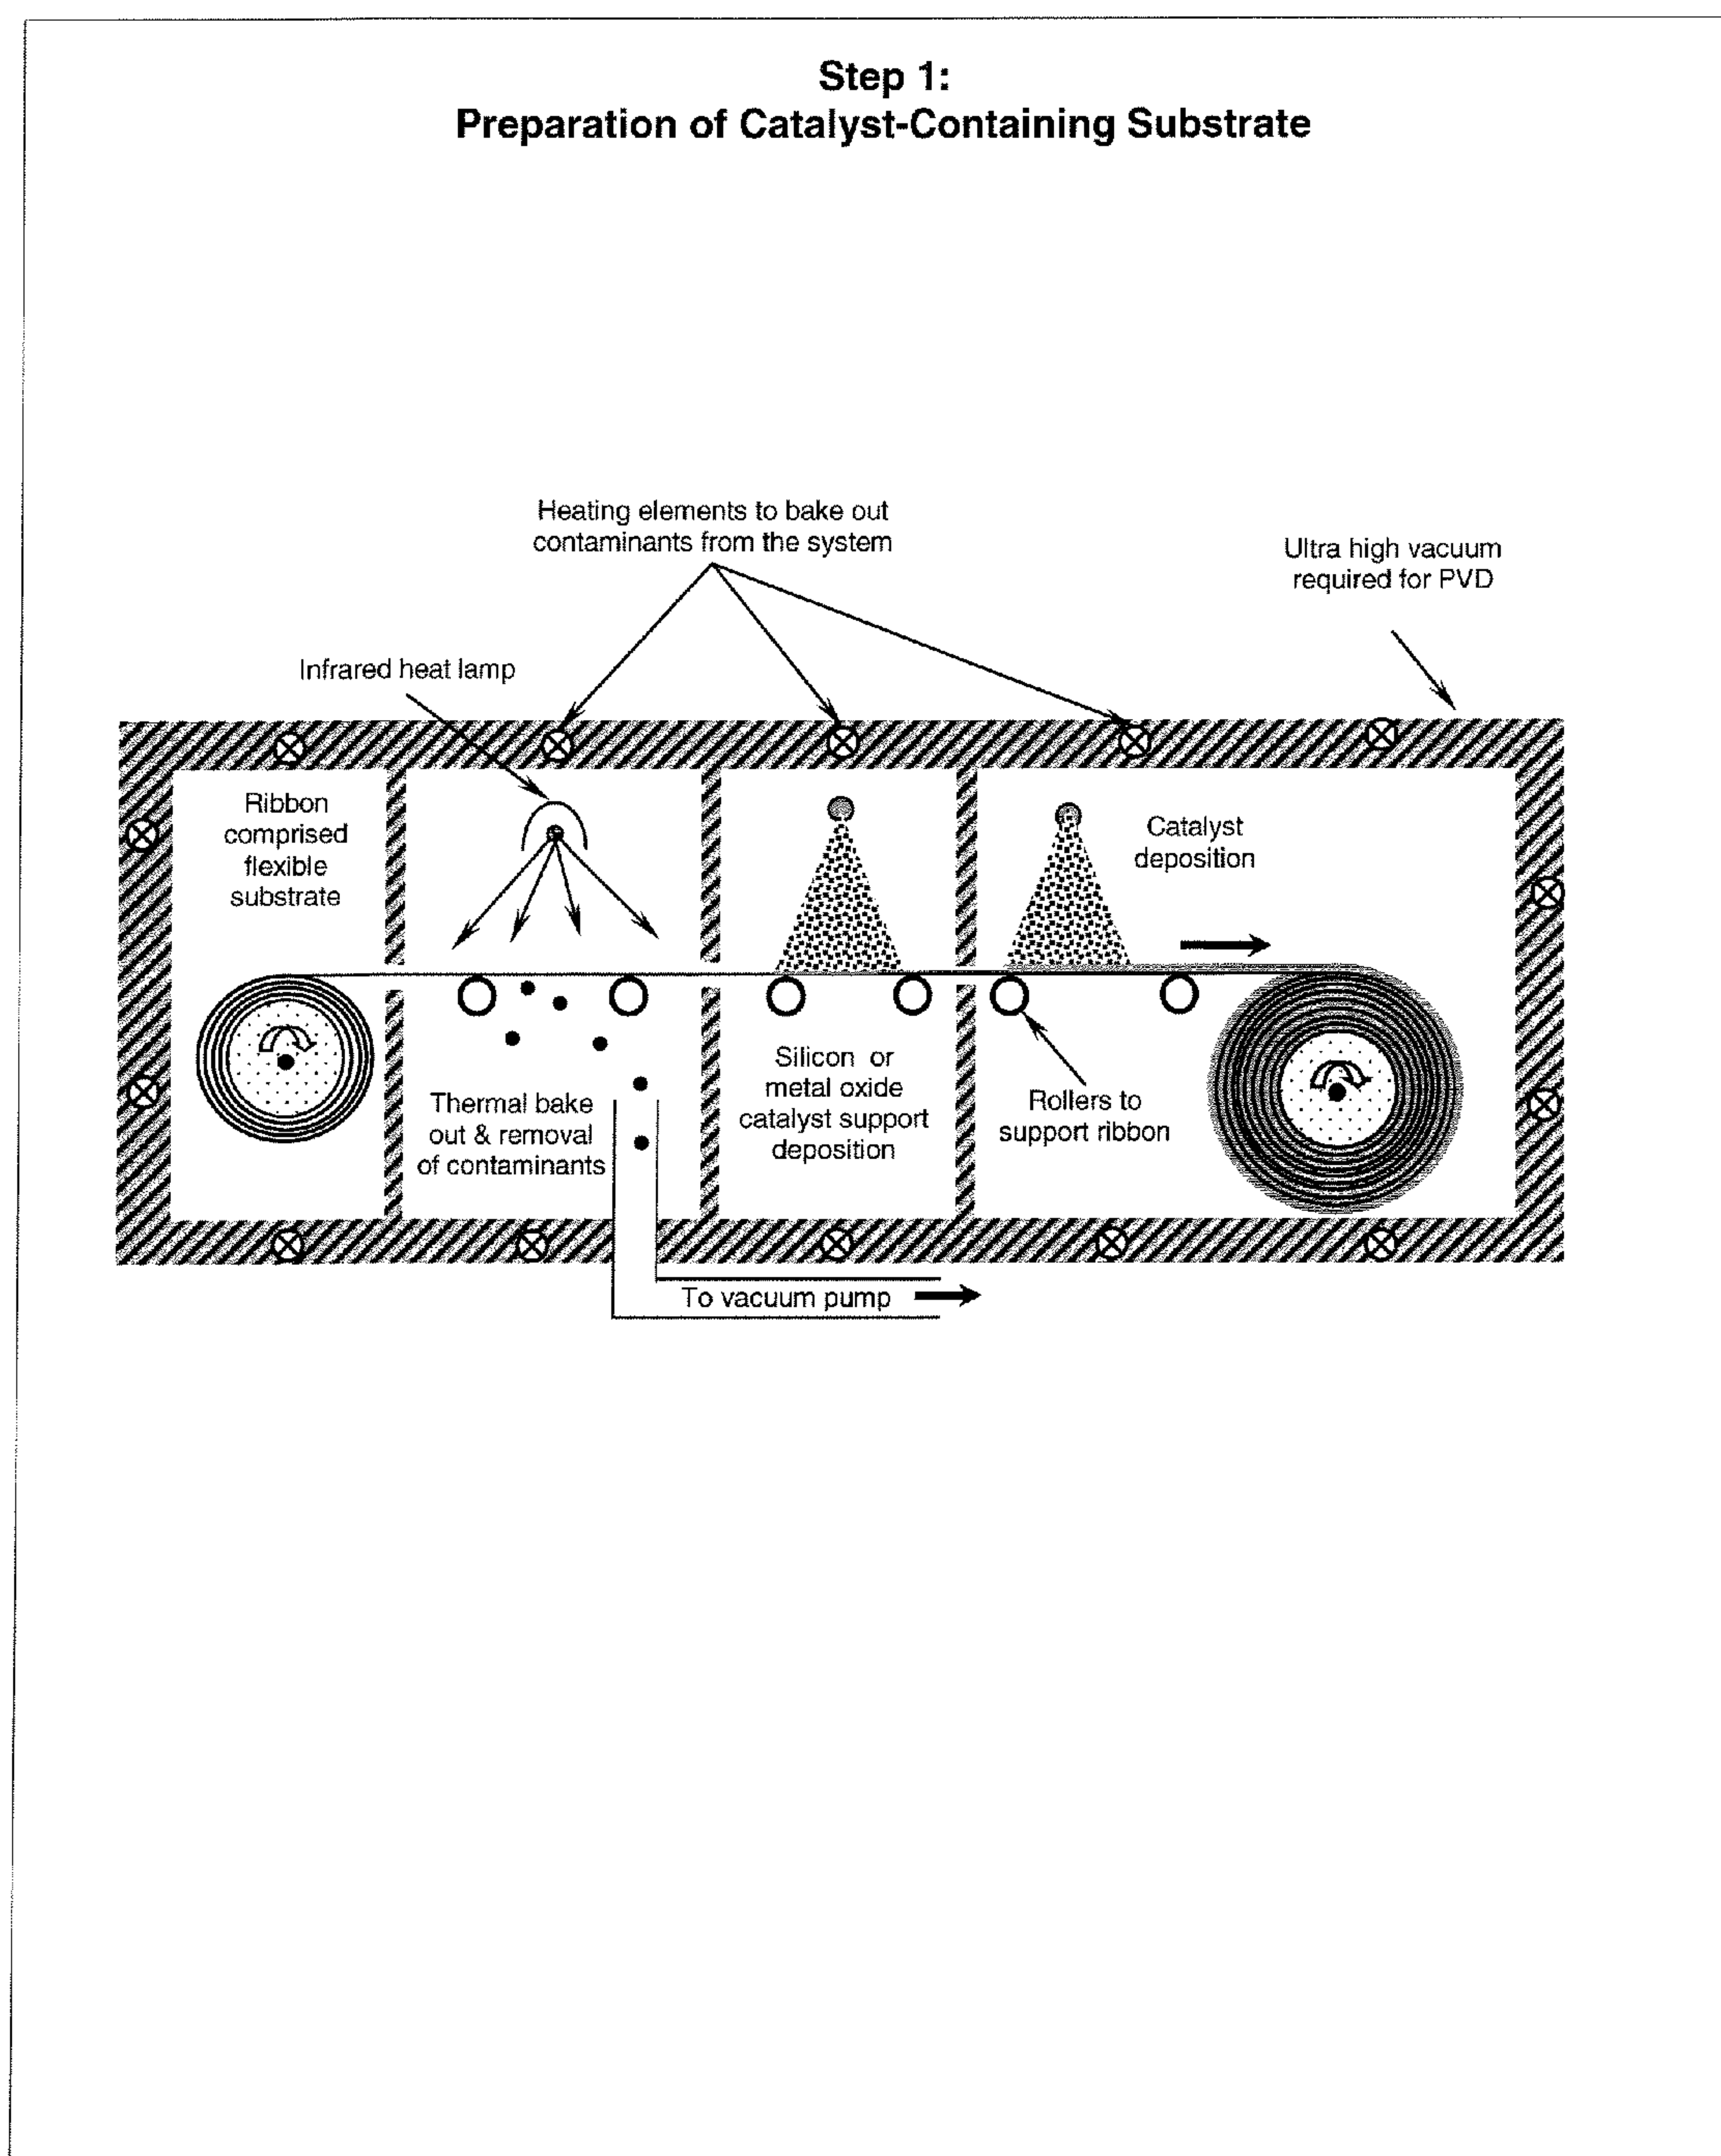 Step 1:
Preparation of Catalyst-Containing Substrate
Heating elements to bake out
contaminants from the system
Ultra high vacuum
required for PVD
Infrared heat lamp
Ribbon
comprised
flexible
substrate
Catalyst
deposition
Thermal bake
out & removal
of contaminants
Silicon or
metal oxide
catalyst support
deposition
Rollers to
support ribbon
To vacuum pump